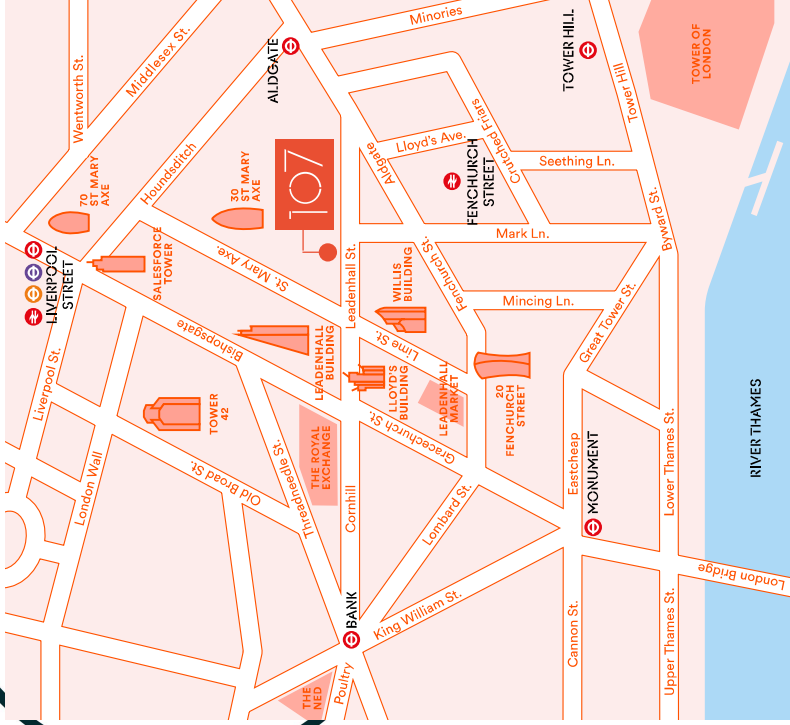 Minories
Middlesex St.
Wentworth St.
ALDGATE
TOWER HILL
TOWER OF
LONDON
Tower Hill
Houndsditch
Crutched Friars
Lloyd's Ave.
Aldgate
Seething Ln.
FENCHURCH
STREET
70
ST MARY
AXE
30
ST MARY
AXE
107
Mark Ln.
Byward St.
LIVERPOOL
STREET
SALESFORCE
TOWER
St. Mary Axe.
Leadenhall St.
Fenchurch St.
WILLIS
BUILDING
Mincing Ln.
Great Tower St.
Bishopsgate
LEADENHALL
BUILDING
Lime St.
LLOYD'S
BUILDING
LEADENHALL
MARKET
20
FENCHURCH
STREET
Liverpool St.
TOWER
42
THE ROYAL
EXCHANGE
Gracechurch St.
Eastcheap
MONUMENT
Lower Thames St.
RIVER THAMES
London Wall
Old Broad St.
Threadneedle St.
Cornhill
Lombard St.
London Bridge
BANK
King William St.
Cannon St.
Upper Thames St.
THE
NED
Poultry